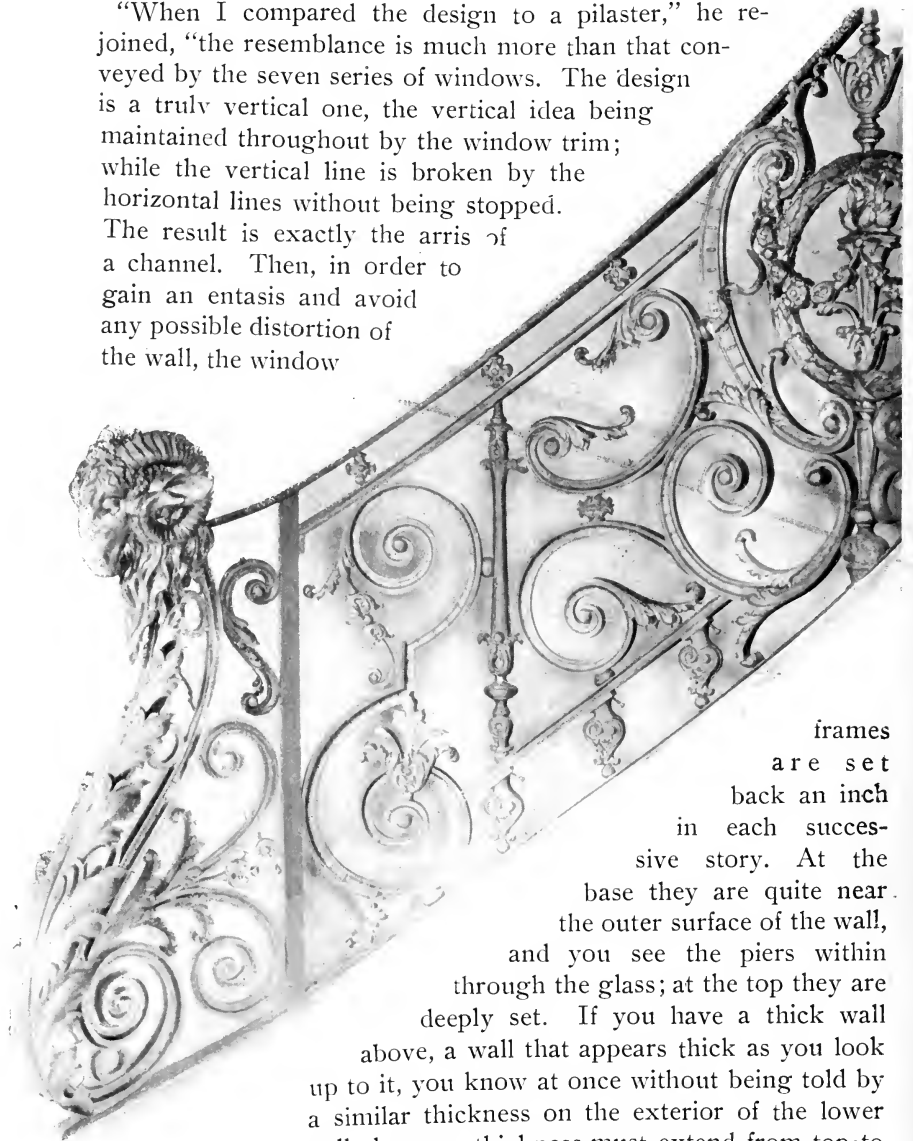 “When I compared the design to a pilaster,” he re-
joined, “the resemblance is much more than that con-
veyed by the seven series of windows. The design
is a truly vertical one, the vertical idea being
maintained throughout by the window trim;
while the vertical line is broken by the
horizontal lines without being stopped.
The result is exactly the arris of
a channel. Then, in order to
gain an entasis and avoid
any possible distortion of
the wall, the window
frames
are set
back an inch
in each succes-
sive story. At the
base they are quite near
the outer surface of the wall,
and you see the piers within
through the glass; at the top they are
deeply set. If you have a thick wall
above, a wall that appears thick as you look
up to it, you know at once without being told by
a similar thickness on the exterior of the lower
thickness must extend from top to